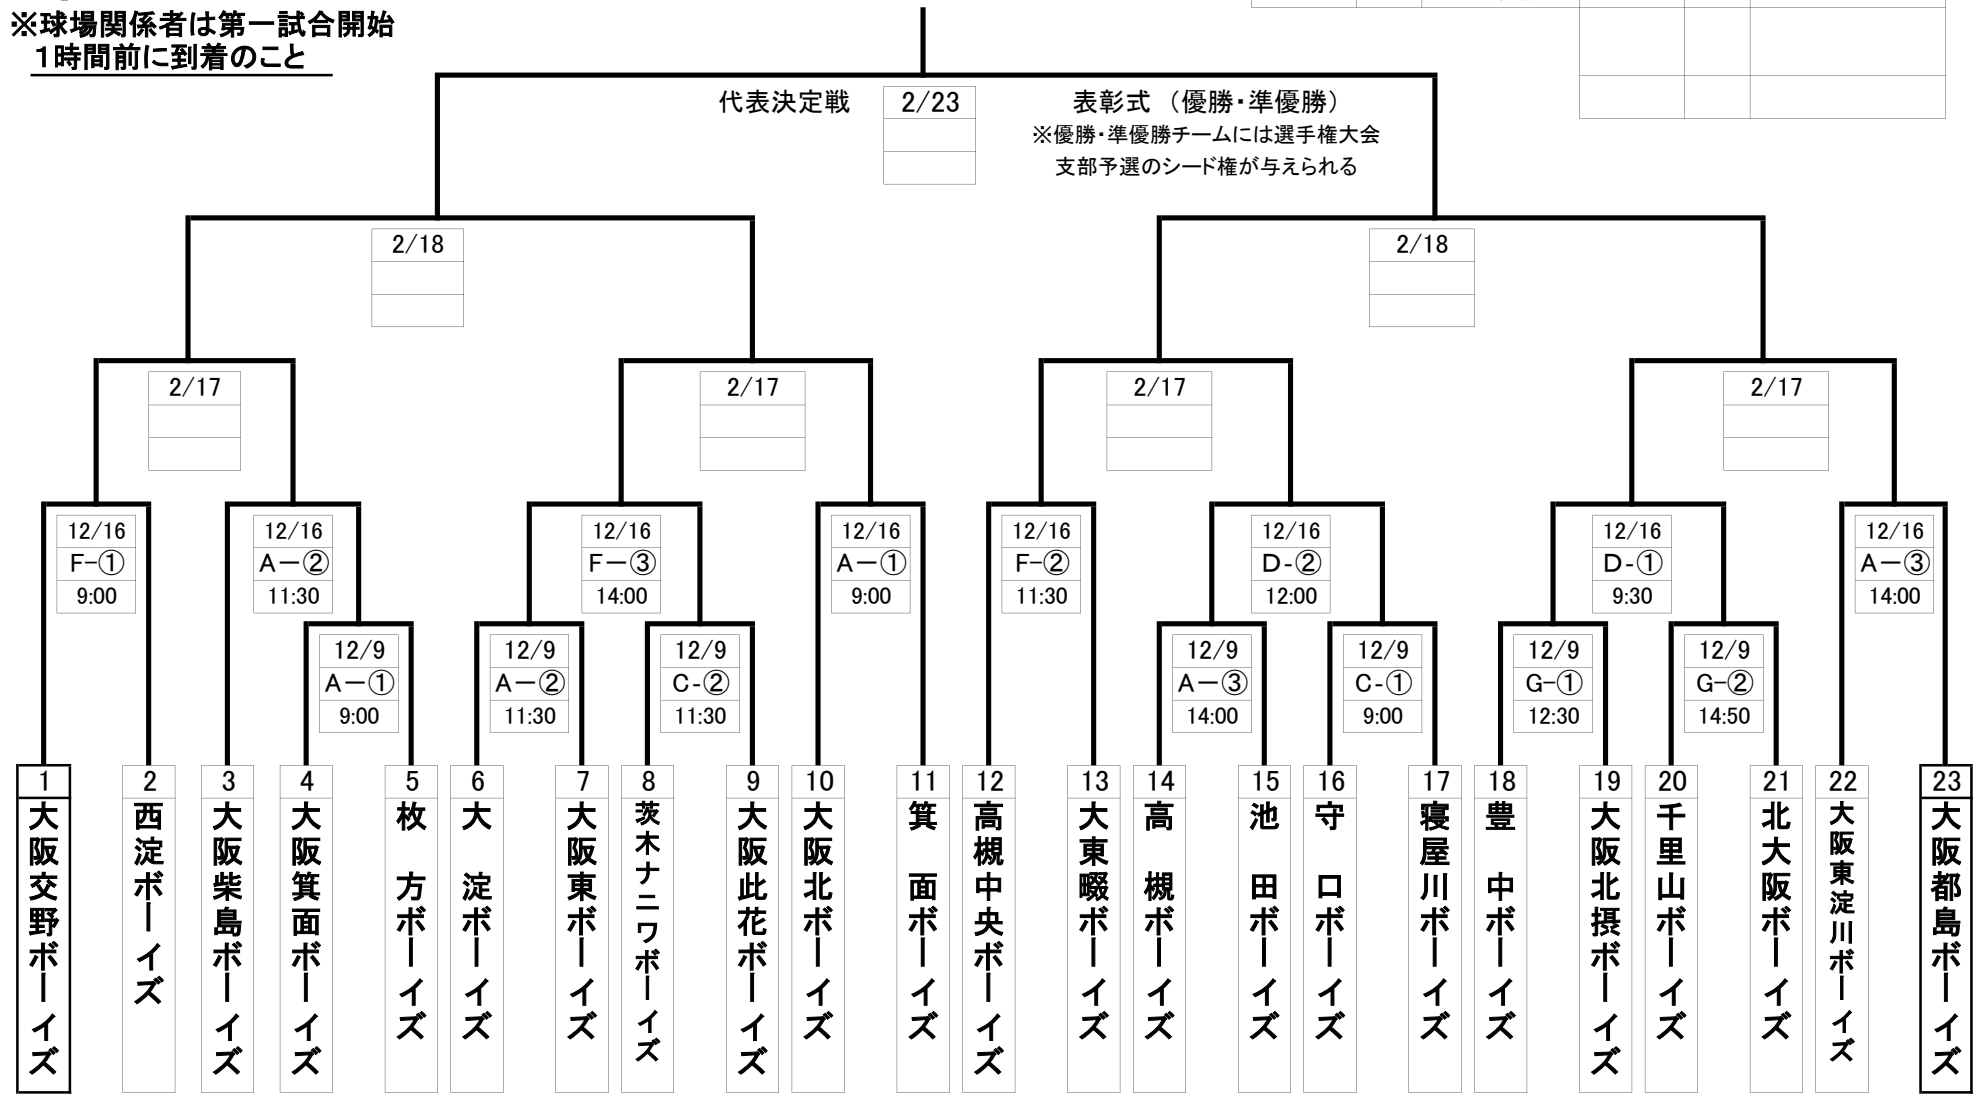 ※球場関係者は第一試合開始
１時間前に到着のこと
代表決定戦
2/23
表彰式 （優勝・準優勝）
※優勝・準優勝チームには選手権大会
支部予選のシード権が与えられる
2/18
2/18
2/17
2/17
2/17
2/17
12/16
F-①
9:00
12/16
A－②
11:30
12/16
F－③
14:00
12/16
A－①
9:00
12/16
F-②
11:30
12/16
D-②
12:00
12/16
D-①
9:30
12/16
A－③
14:00
12/9
A－①
9:00
12/9
A－②
11:30
12/9
C-②
11:30
12/9
A－③
14:00
12/9
C-①
9:00
12/9
G-①
12:30
12/9
G-②
14:50
1
大阪交野ボーイズ
2
西淀ボーイズ
3
大阪柴島ボーイズ
4
大阪箕面ボーイズ
5
枚　方ボーイズ
6
大　淀ボーイズ
7
大阪東ボーイズ
8
茨木ナニワボーイズ
9
大阪此花ボーイズ
10
大阪北ボーイズ
11
箕　面ボーイズ
12
高槻中央ボーイズ
13
大東畷ボーイズ
14
高　槻ボーイズ
15
池　田ボーイズ
16
守　口ボーイズ
17
寝屋川ボーイズ
18
豊　中ボーイズ
19
大阪北摂ボーイズ
20
千里山ボーイズ
21
北大阪ボーイズ
22
大阪東淀川ボーイズ
23
大阪都島ボーイズ